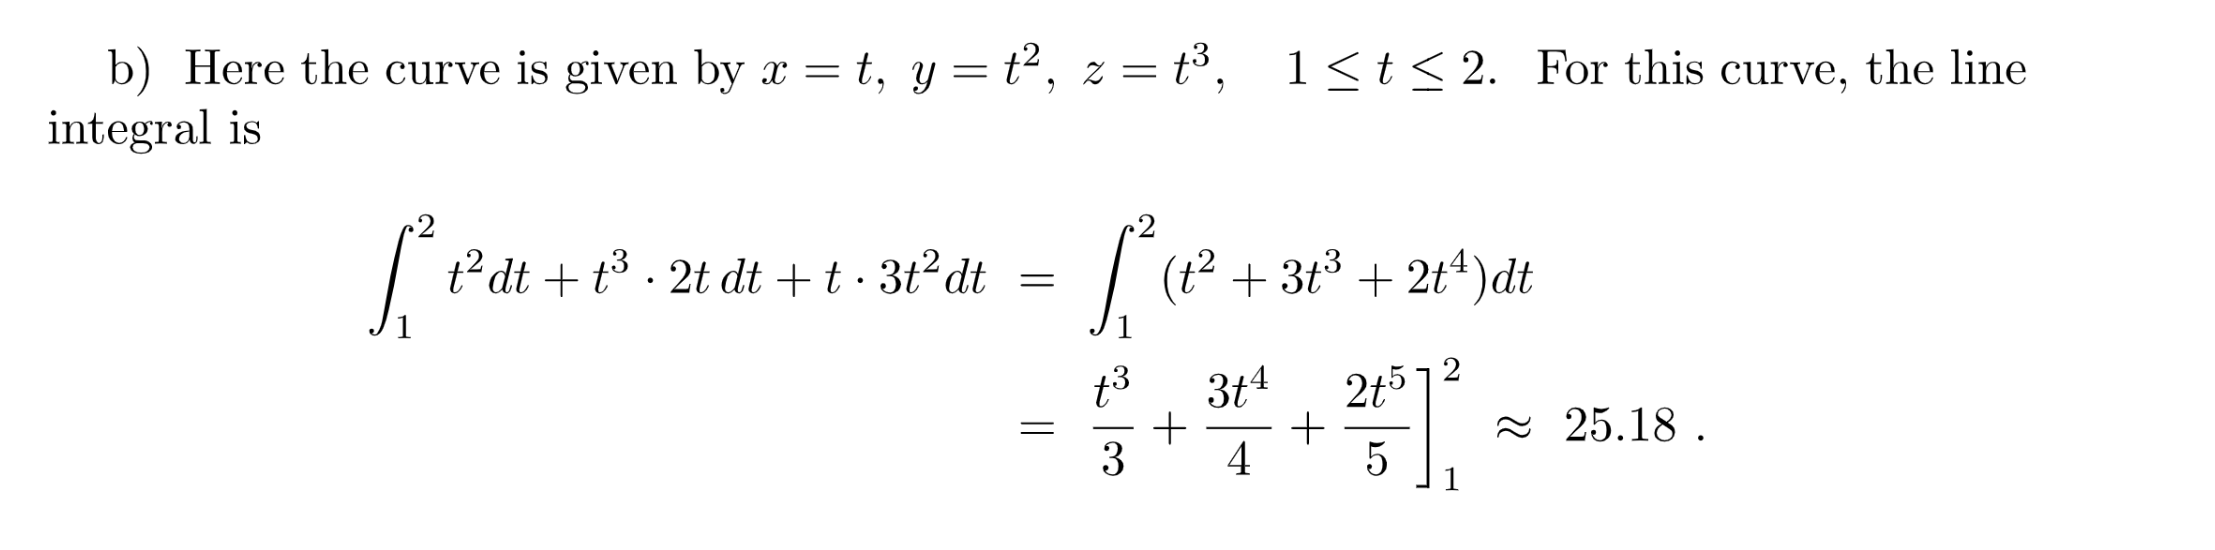 b) Here the curve is given by x = t, y = t², z = t³, 1 ≤ t ≤ 2. For this curve, the line
integral is
∫₁² t²dt + t³ · 2t dt + t · 3t²dt = ∫₁² (t² + 3t³ + 2t⁴)dt
= t³/3 + 3t⁴/4 + 2t⁵/5 ]₁² ≈ 25.18 .